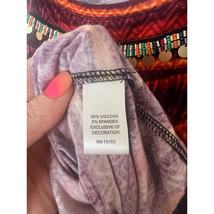 95% VISCOSE
5% SPANDEX
EXCLUSIVE OF
DECORATION
RN 73163